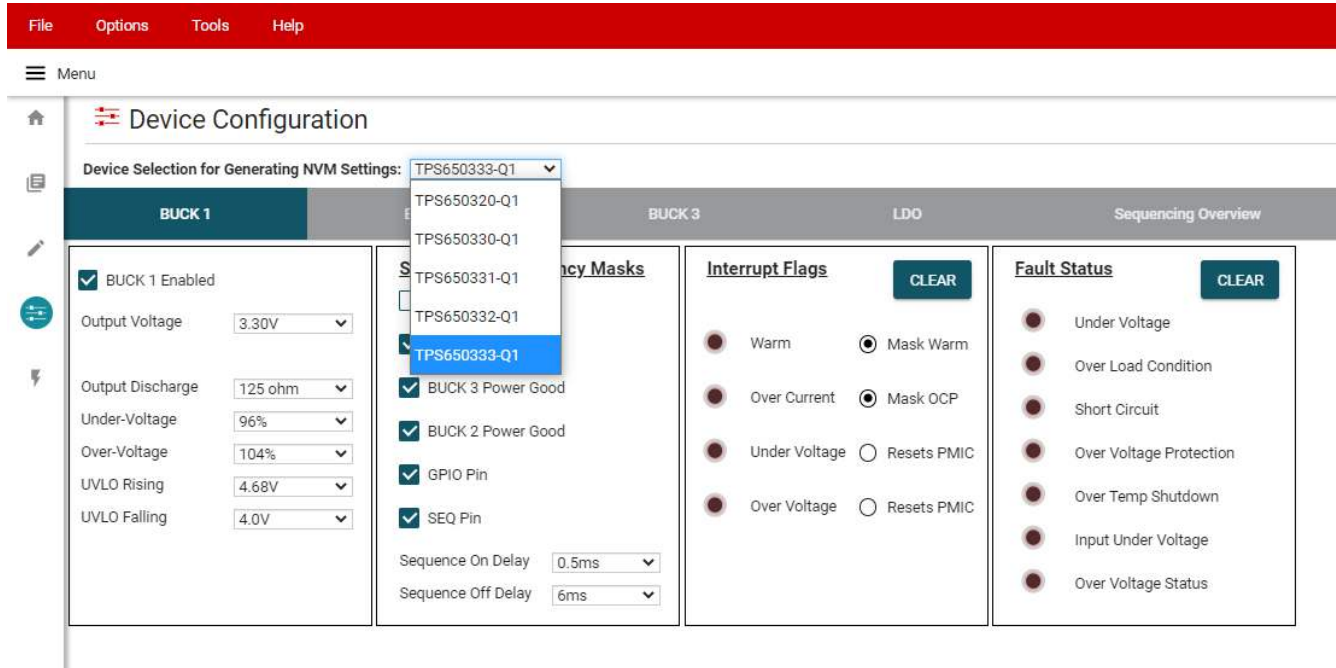 File Options Tools Help
Menu
Device Configuration
Device Selection for Generating NVM Settings: TPS650333-Q1
TPS650320-Q1
TPS650330-Q1
TPS650331-Q1
TPS650332-Q1
TPS650333-Q1
BUCK 1 BUCK 3 LDO Sequencing Overview
BUCK 1 Enabled
Output Voltage 3.30V
Output Discharge 125 ohm
Under-Voltage 96%
Over-Voltage 104%
UVLO Rising 4.68V
UVLO Falling 4.0V
Masks
BUCK 3 Power Good
BUCK 2 Power Good
GPIO Pin
SEQ Pin
Sequence On Delay 0.5ms
Sequence Off Delay 6ms
Interrupt Flags CLEAR
Warm Mask Warm
Over Current Mask OCP
Under Voltage Resets PMIC
Over Voltage Resets PMIC
Fault Status CLEAR
Under Voltage
Over Load Condition
Short Circuit
Over Voltage Protection
Over Temp Shutdown
Input Under Voltage
Over Voltage Status